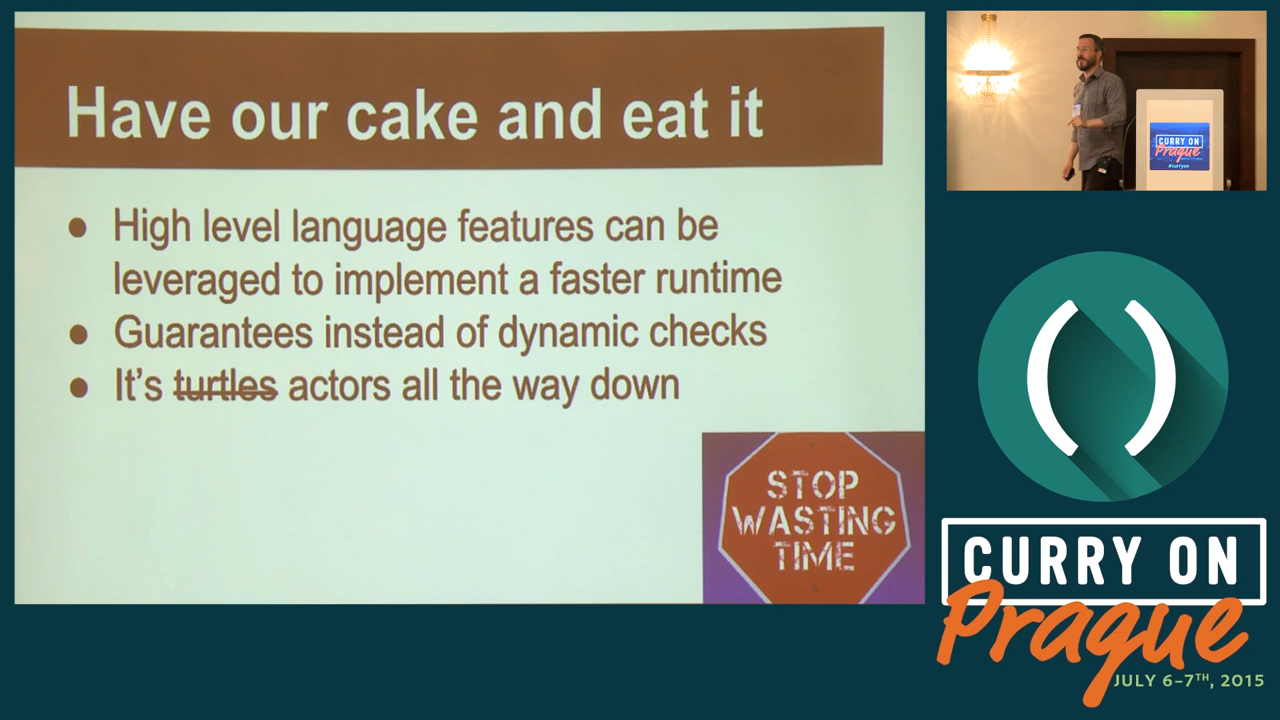 Have our cake and eat it
● High level language features can be
leveraged to implement a faster runtime
● Guarantees instead of dynamic checks
● It's turtles actors all the way down
STOP
WASTING
TIME
CURRY ON
Prague
#curryon
CURRY ON
Prague
JULY 6–7TH, 2015